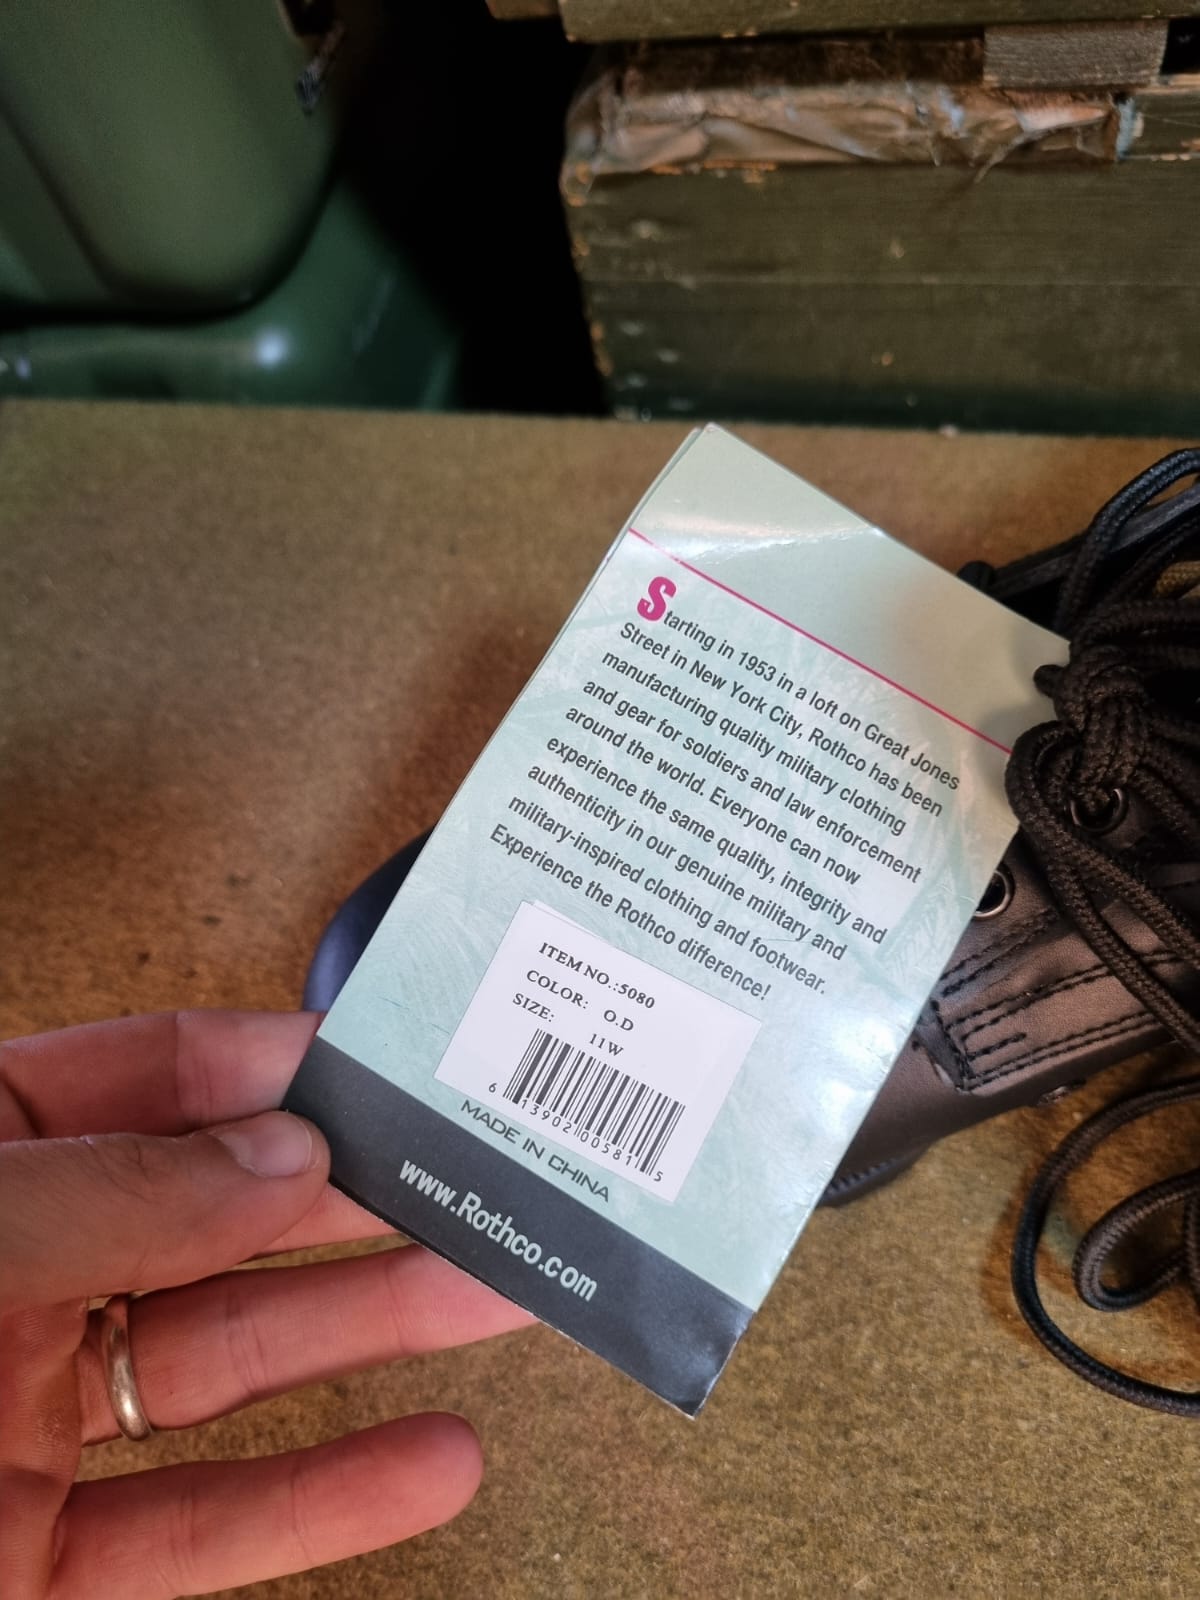 Starting in 1953 in a loft on Great Jones
Street in New York City, Rothco has been
manufacturing quality military clothing
and gear for soldiers and law enforcement
around the world. Everyone can now
experience the same quality, integrity and
authenticity in our genuine military and
military-inspired clothing and footwear.
Experience the Rothco difference!
ITEM NO.:5080
COLOR: O.D
SIZE: 11W
6 13902 00581 5
MADE IN CHINA
www.Rothco.com